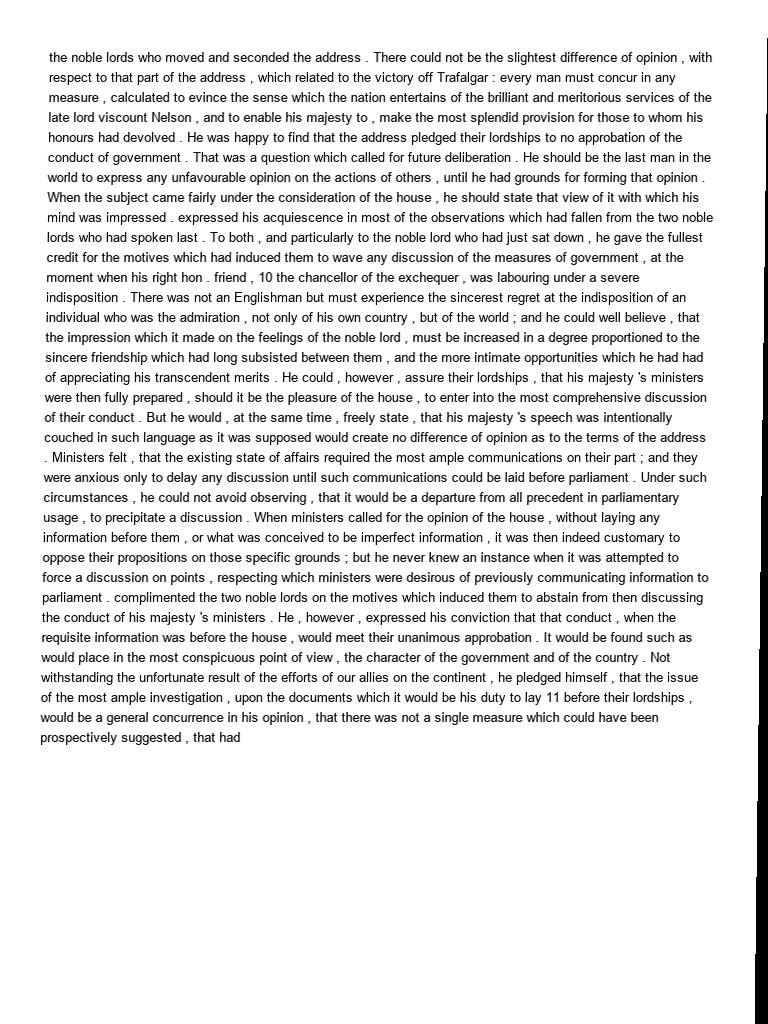 the noble lords who moved and seconded the address . There could not be the slightest difference of opinion , with
respect to that part of the address , which related to the victory off Trafalgar : every man must concur in any
measure , calculated to evince the sense which the nation entertains of the brilliant and meritorious services of the
late lord viscount Nelson , and to enable his majesty to , make the most splendid provision for those to whom his
honours had devolved . He was happy to find that the address pledged their lordships to no approbation of the
conduct of government . That was a question which called for future deliberation . He should be the last man in the
world to express any unfavourable opinion on the actions of others , until he had grounds for forming that opinion .
When the subject came fairly under the consideration of the house , he should state that view of it with which his
mind was impressed . expressed his acquiescence in most of the observations which had fallen from the two noble
lords who had spoken last . To both , and particularly to the noble lord who had just sat down , he gave the fullest
credit for the motives which had induced them to wave any discussion of the measures of government , at the
moment when his right hon . friend , 10 the chancellor of the exchequer , was labouring under a severe
indisposition . There was not an Englishman but must experience the sincerest regret at the indisposition of an
individual who was the admiration , not only of his own country , but of the world ; and he could well believe , that
the impression which it made on the feelings of the noble lord , must be increased in a degree proportioned to the
sincere friendship which had long subsisted between them , and the more intimate opportunities which he had had
of appreciating his transcendent merits . He could , however , assure their lordships , that his majesty 's ministers
were then fully prepared , should it be the pleasure of the house , to enter into the most comprehensive discussion
of their conduct . But he would , at the same time , freely state , that his majesty 's speech was intentionally
couched in such language as it was supposed would create no difference of opinion as to the terms of the address
. Ministers felt , that the existing state of affairs required the most ample communications on their part ; and they
were anxious only to delay any discussion until such communications could be laid before parliament . Under such
circumstances , he could not avoid observing , that it would be a departure from all precedent in parliamentary
usage , to precipitate a discussion . When ministers called for the opinion of the house , without laying any
information before them , or what was conceived to be imperfect information , it was then indeed customary to
oppose their propositions on those specific grounds ; but he never knew an instance when it was attempted to
force a discussion on points , respecting which ministers were desirous of previously communicating information to
parliament . complimented the two noble lords on the motives which induced them to abstain from then discussing
the conduct of his majesty 's ministers . He , however , expressed his conviction that that conduct , when the
requisite information was before the house , would meet their unanimous approbation . It would be found such as
would place in the most conspicuous point of view , the character of the government and of the country . Not
withstanding the unfortunate result of the efforts of our allies on the continent , he pledged himself , that the issue
of the most ample investigation , upon the documents which it would be his duty to lay 11 before their lordships ,
would be a general concurrence in his opinion , that there was not a single measure which could have been
prospectively suggested , that had